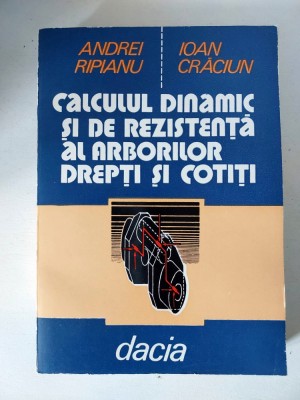 ANDREI RIPIANU
IOAN CRĂCIUN
CALCULUL DINAMIC
ȘI DE REZISTENȚĂ
AL ARBORILOR
DREPȚI ȘI COTIȚI
dacia